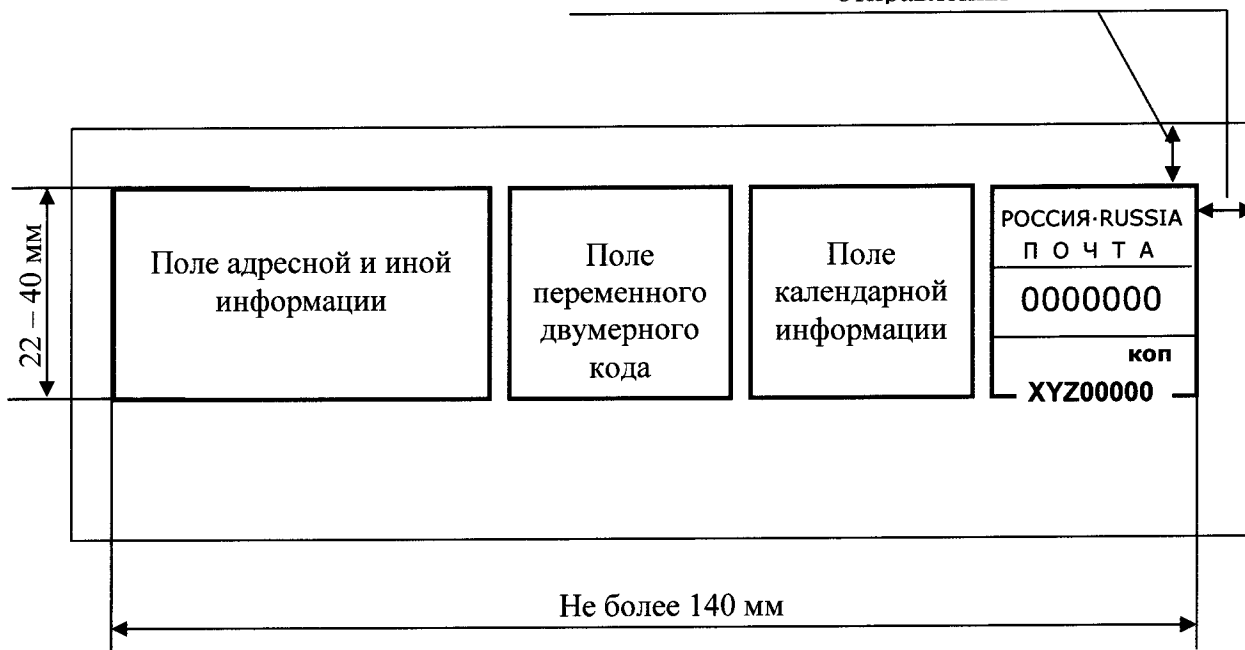 22 – 40 мм
Поле адресной и иной
информации
Поле
переменного
двумерного
кода
Поле
календарной
информации
РОССИЯ·RUSSIA
ПОЧТА
0000000
коп
XYZ00000
Не более 140 мм